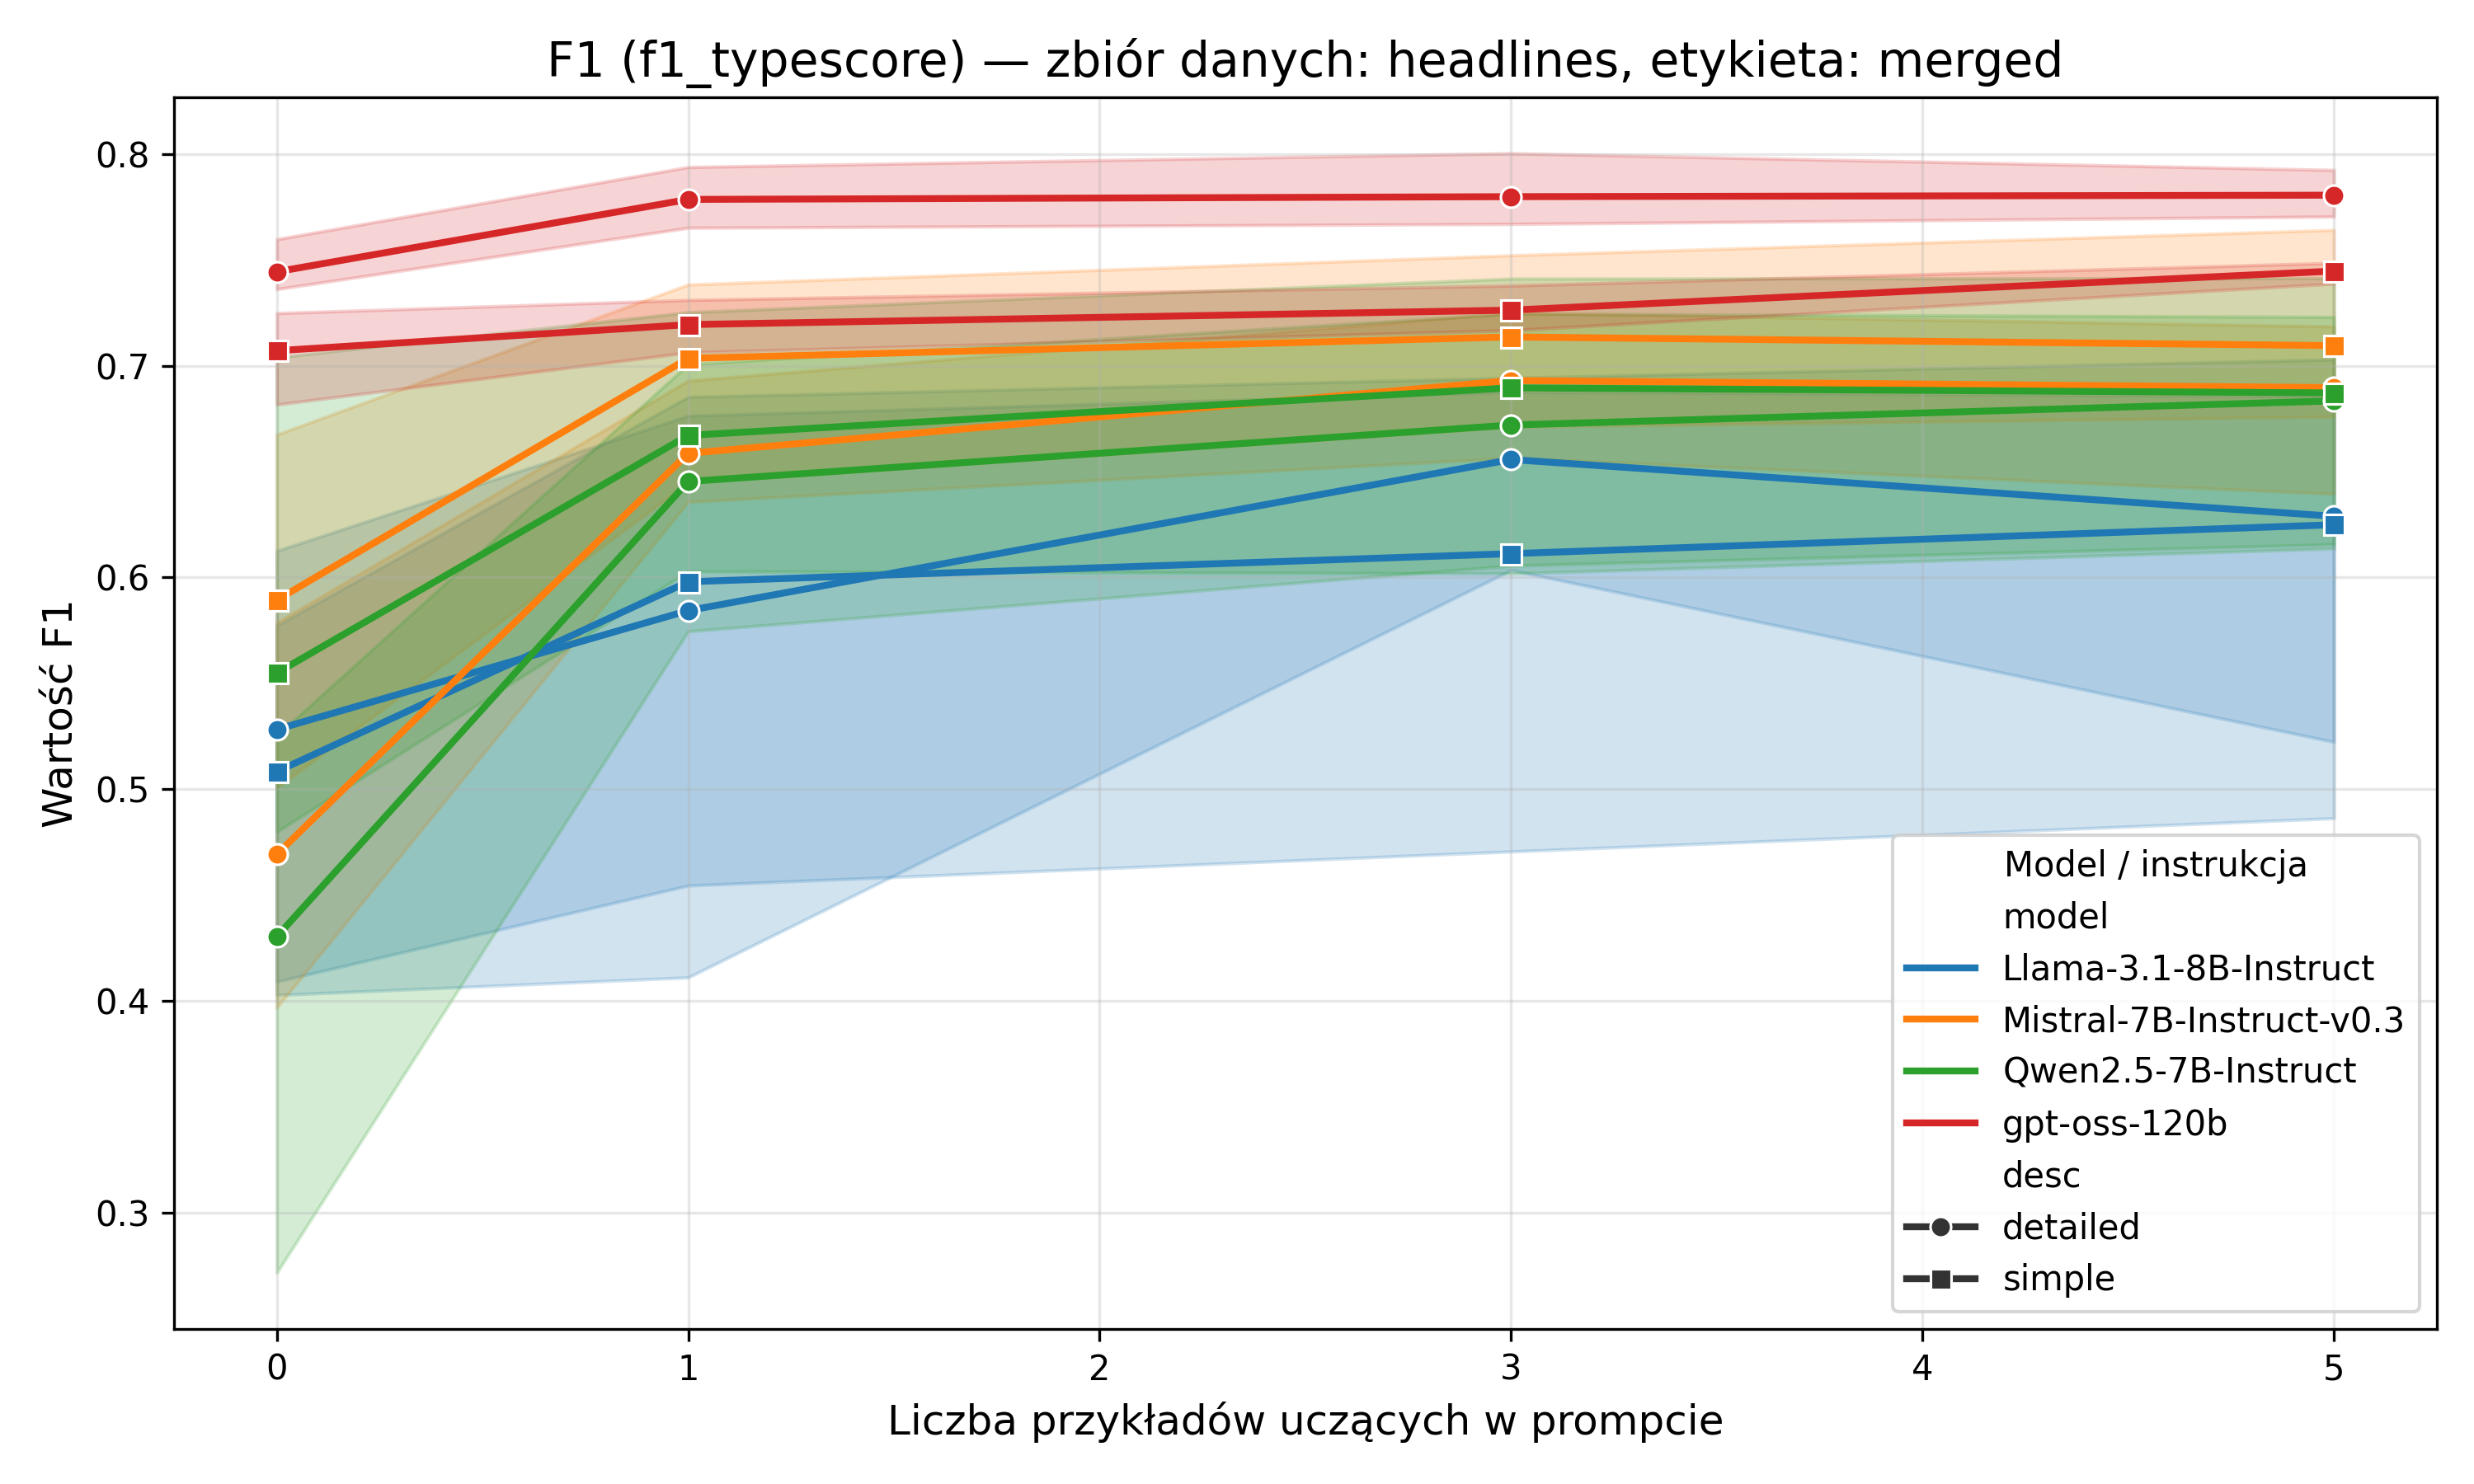 F1 (f1_typescore) — zbiór danych: headlines, etykieta: merged
Wartość F1
0.8
0.7
0.6
0.5
0.4
0.3
0 1 2 3 4 5
Liczba przykładów uczących w prompcie
Model / instrukcja
model
Llama-3.1-8B-Instruct
Mistral-7B-Instruct-v0.3
Qwen2.5-7B-Instruct
gpt-oss-120b
desc
detailed
simple